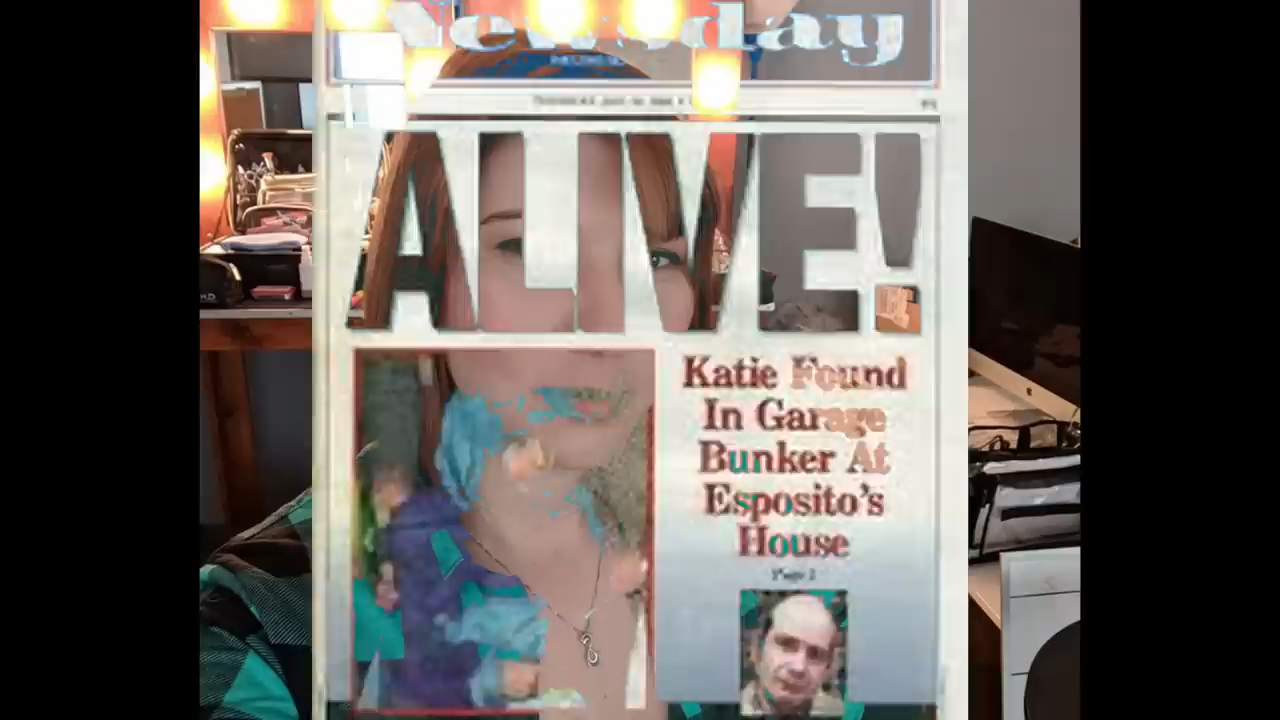 Newsday
ALIVE!
Katie Found
In Garage
Bunker At
Esposito's
House